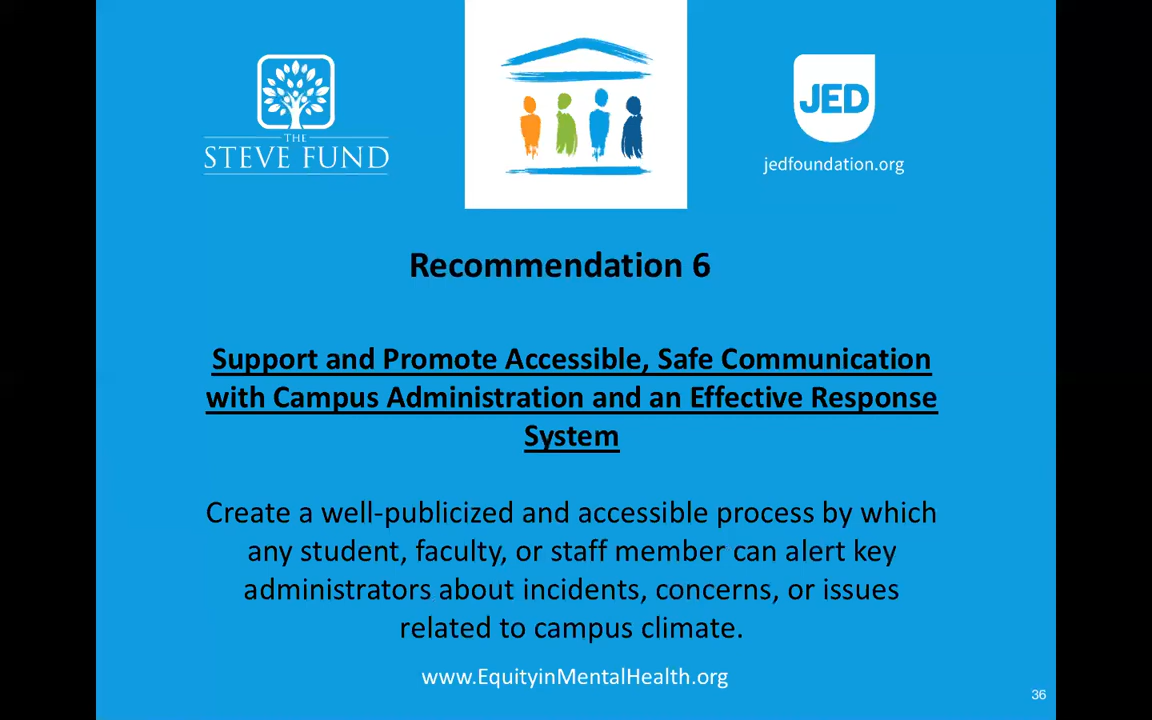 THE
STEVE FUND
JED
jedfoundation.org
Recommendation 6
Support and Promote Accessible, Safe Communication
with Campus Administration and an Effective Response
System
Create a well-publicized and accessible process by which
any student, faculty, or staff member can alert key
administrators about incidents, concerns, or issues
related to campus climate.
www.EquityinMentalHealth.org
36